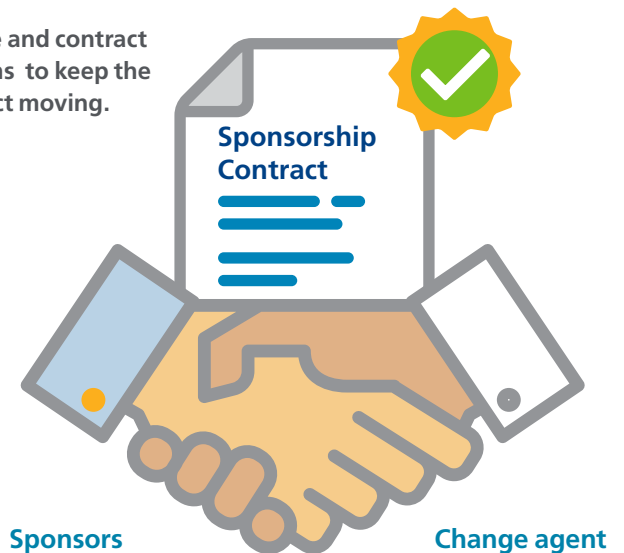 and contract
to keep the
moving.
Sponsorship
Contract
Sponsors
Change agent